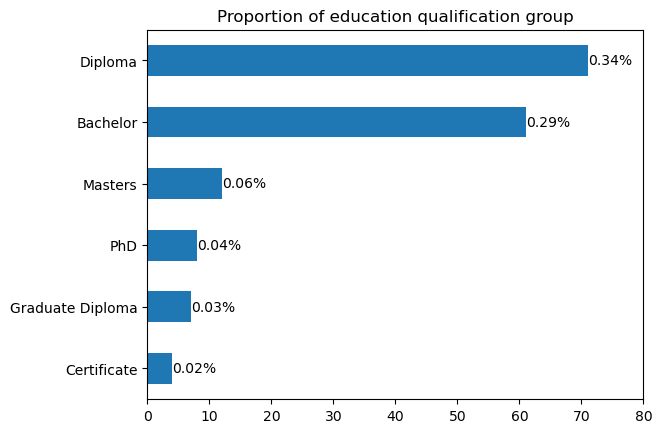 Proportion of education qualification group
Diploma 0.34%
Bachelor 0.29%
Masters 0.06%
PhD 0.04%
Graduate Diploma 0.03%
Certificate 0.02%
0 10 20 30 40 50 60 70 80